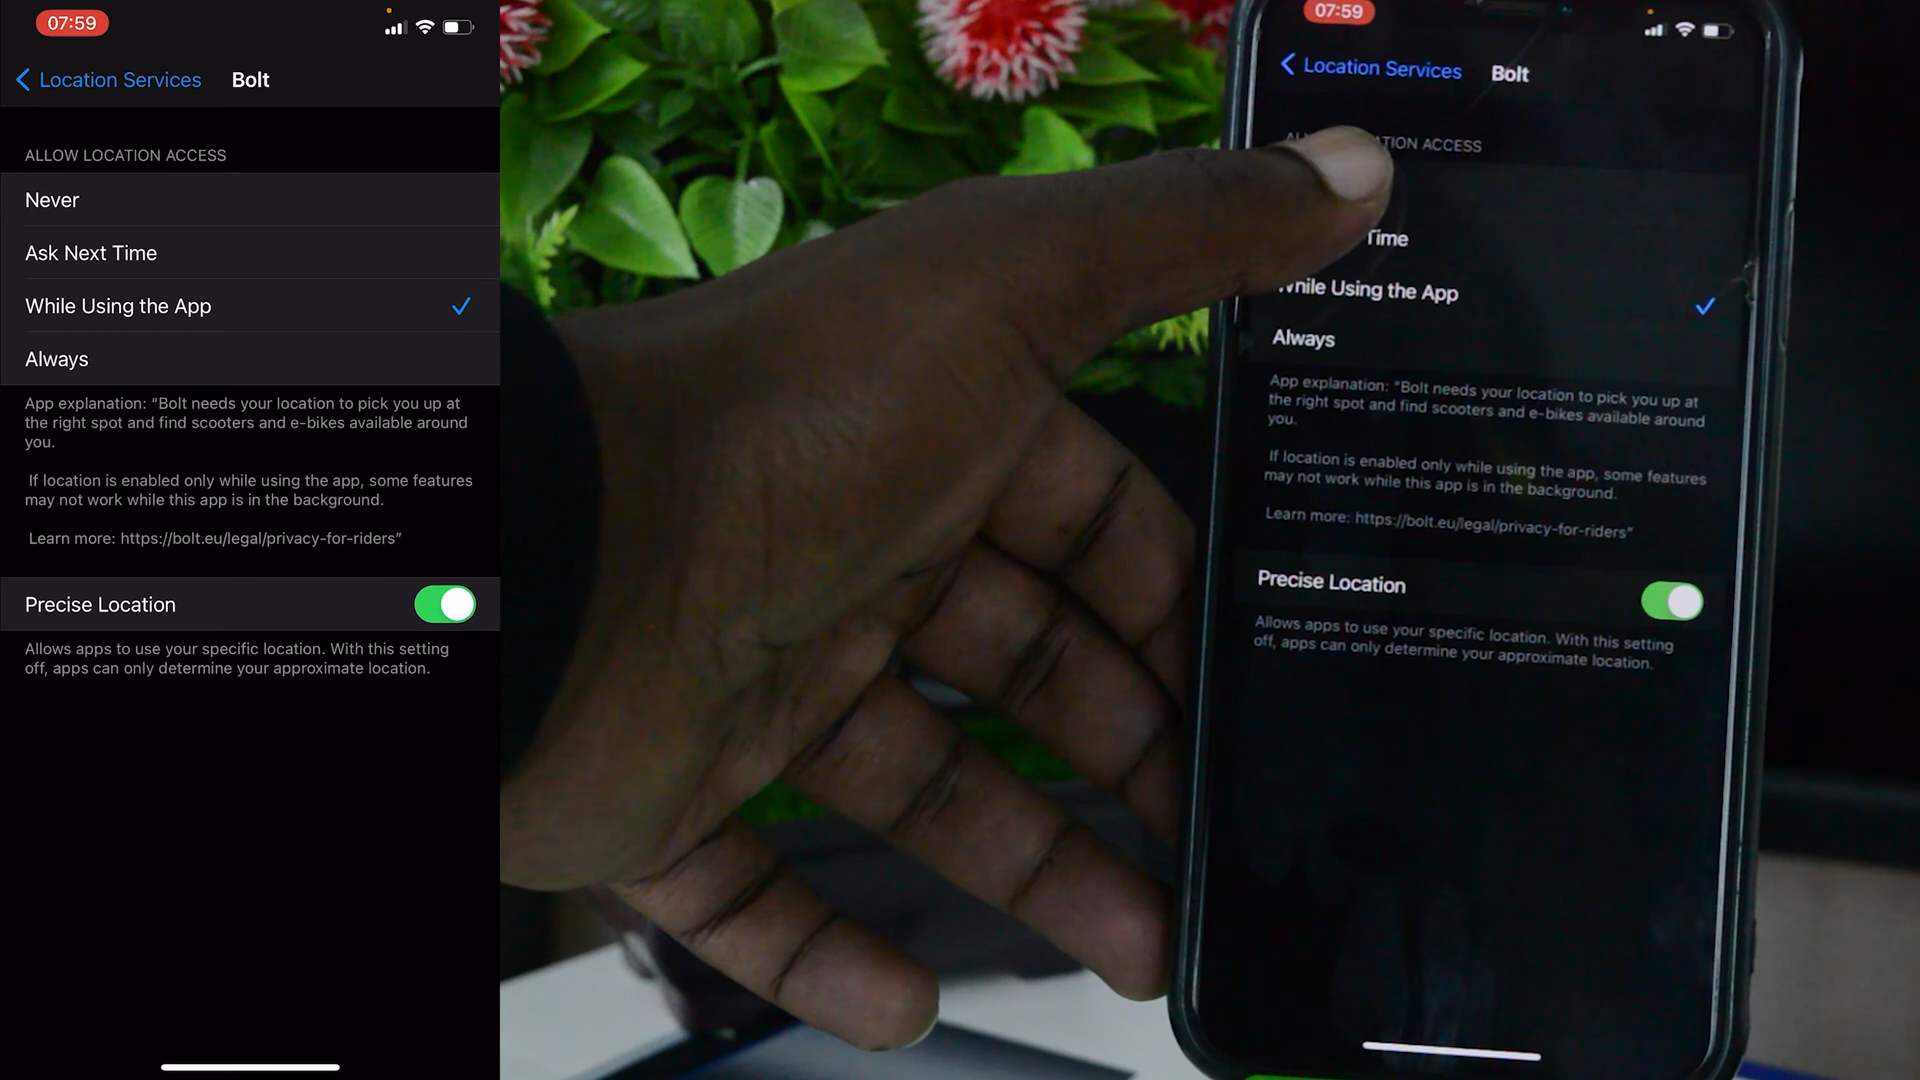 07:59
Location Services Bolt
ALLOW LOCATION ACCESS
Never
Ask Next Time
While Using the App
Always
App explanation: “Bolt needs your location to pick you up at
the right spot and find scooters and e-bikes available around
you.
If location is enabled only while using the app, some features
may not work while this app is in the background.
Learn more: https://bolt.eu/legal/privacy-for-riders”
Precise Location
Allows apps to use your specific location. With this setting
off, apps can only determine your approximate location.
07:59
Location Services Bolt
ACCESS
Time
While Using the App
Always
App explanation: “Bolt needs your location to pick you up at
the right spot and find scooters and e-bikes available around
you.
If location is enabled only while using the app, some features
may not work while this app is in the background.
Learn more: https://bolt.eu/legal/privacy-for-riders”
Precise Location
Allows apps to use your specific location. With this setting
off, apps can only determine your approximate location.